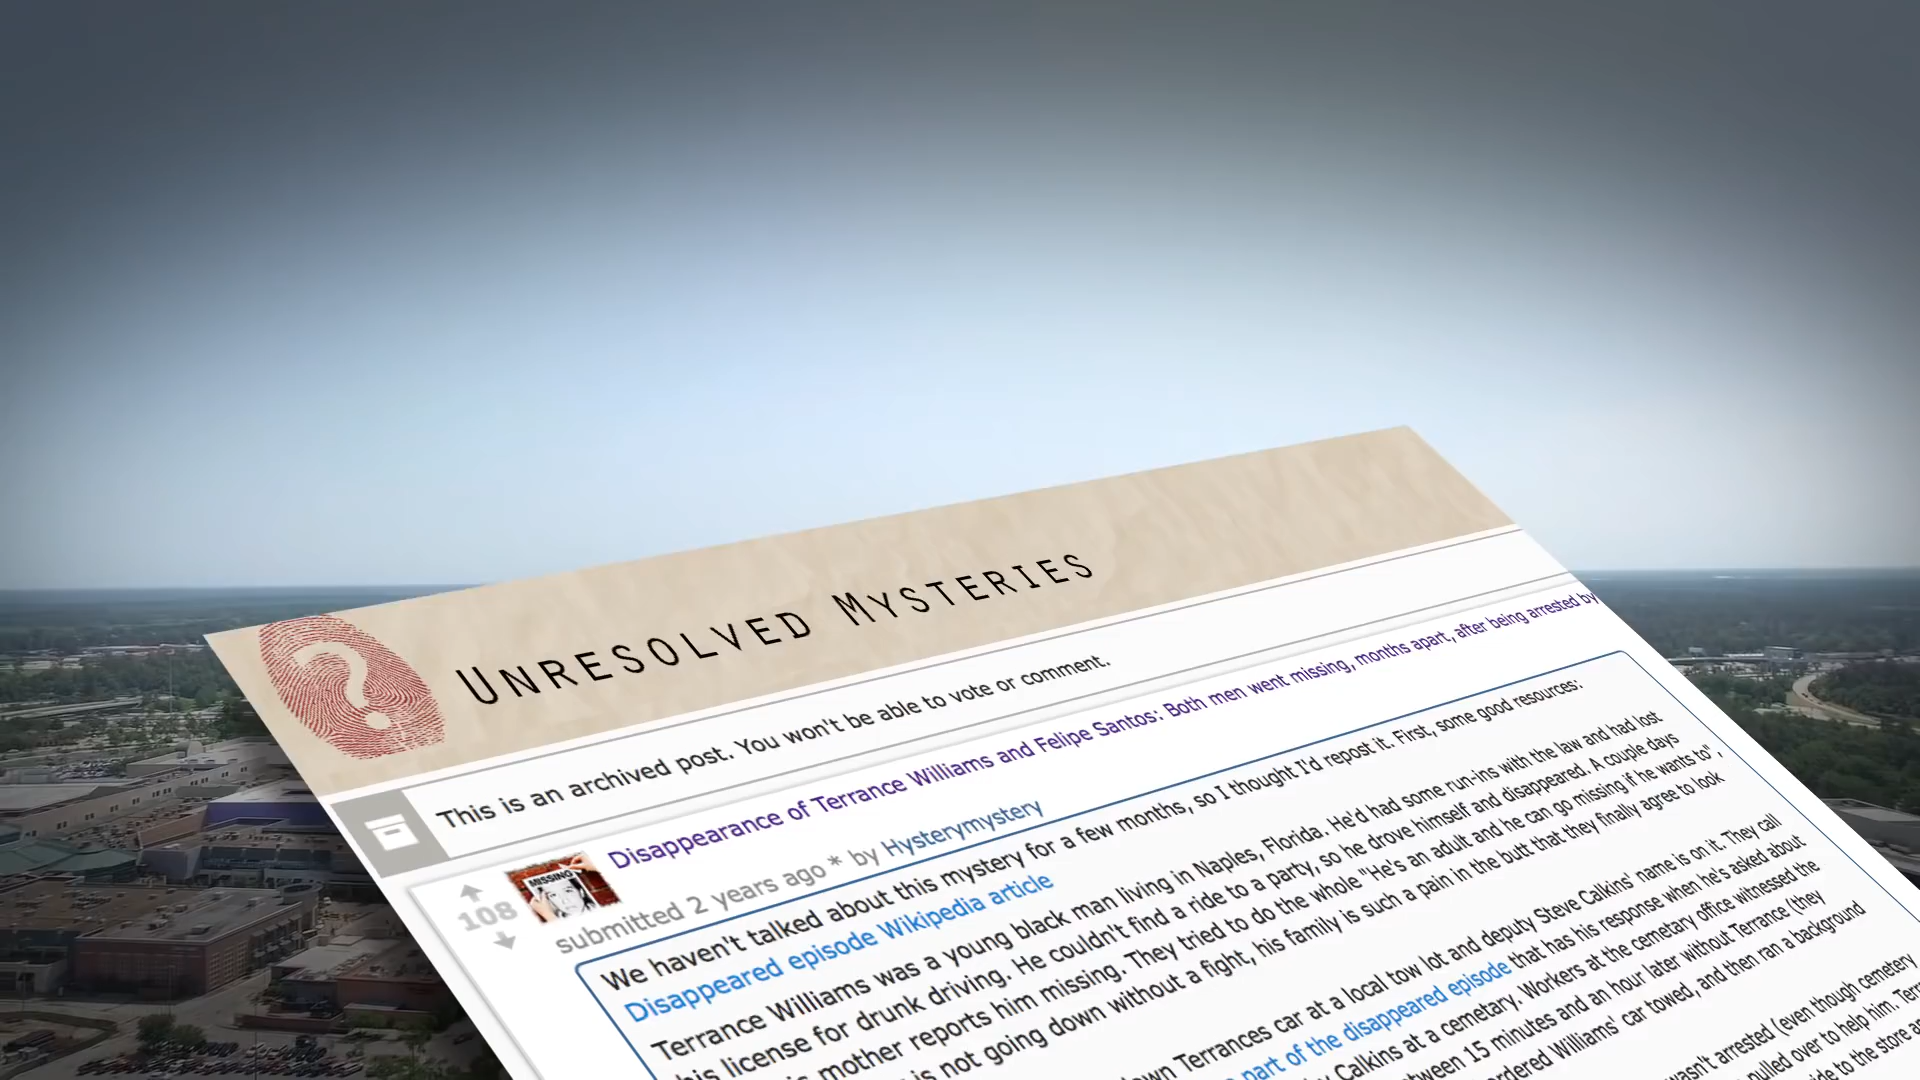 UNRESOLVED MYSTERIES
This is an archived post. You won't be able to vote or comment.
Disappearance of Terrance Williams and Felipe Santos: Both men went missing, months apart, after being arrested by
108
MISSING
submitted 2 years ago * by Hysterymystery
We haven't talked about this mystery for a few months, so I thought I'd repost it. First, some good resources:
Disappeared episode Wikipedia article
Terrance Williams was a young black man living in Naples, Florida. He'd had some run-ins with the law and had lost
his license for drunk driving. He couldn't find a ride to a party, so he drove himself and disappeared. A couple days
mother reports him missing. They tried to do the whole "He's an adult and he can go missing if he wants to",
is not going down without a fight, his family is such a pain in the butt that they finally agree to look
down Terrances car at a local tow lot and deputy Steve Calkins' name is on it. They call
part of the disappeared episode that has his response when he's asked about
Calkins at a cemetary. Workers at the cemetary office witnessed the
between 15 minutes and an hour later without Terrance (they
ordered Williams' car towed, and then ran a background
wasn't arrested (even though cemetery
pulled over to help him.
to the store